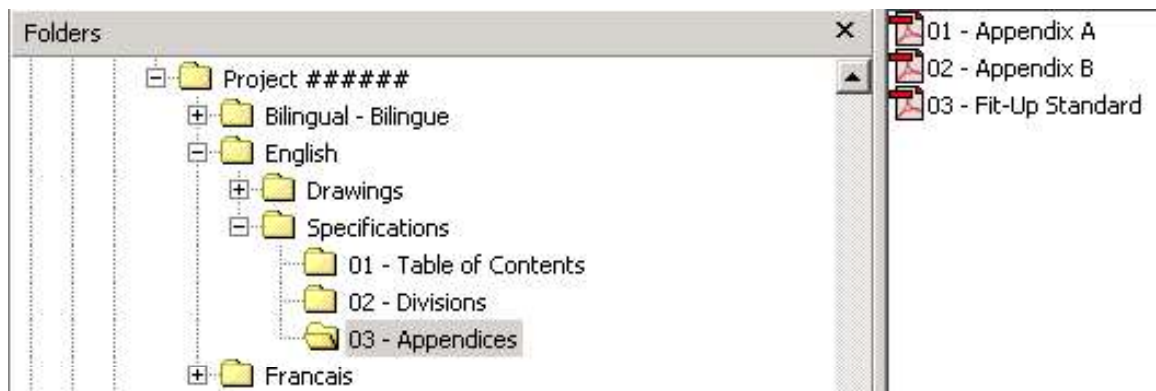 Folders
Project ######
Bilingual - Bilingue
English
Drawings
Specifications
01 - Table of Contents
02 - Divisions
03 - Appendices
Francais
01 - Appendix A
02 - Appendix B
03 - Fit-Up Standard